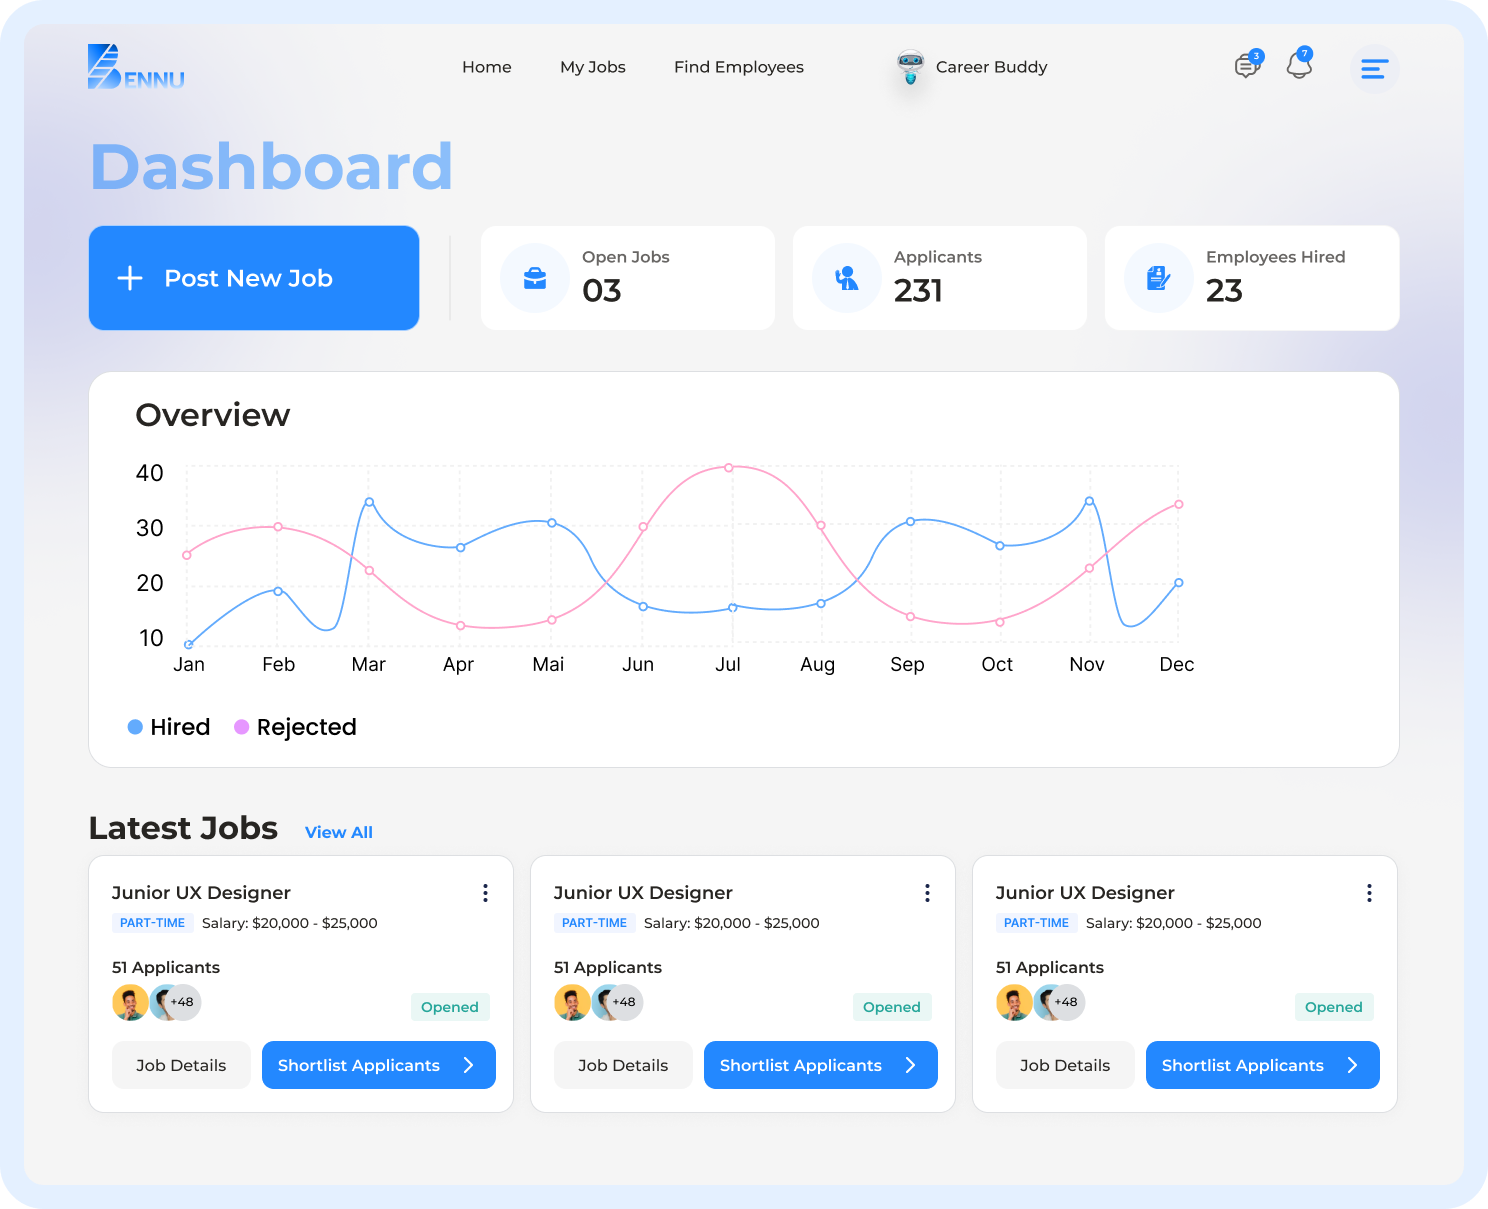 BENNU
Home
My Jobs
Find Employees
Career Buddy
3
7
Dashboard
Post New Job
Open Jobs
03
Applicants
231
Employees Hired
23
Overview
40
30
20
10
Jan Feb Mar Apr Mai Jun Jul Aug Sep Oct Nov Dec
Hired
Rejected
Latest Jobs
View All
Junior UX Designer
PART-TIME
Salary: $20,000 - $25,000
51 Applicants
+48
Opened
Job Details
Shortlist Applicants
Junior UX Designer
PART-TIME
Salary: $20,000 - $25,000
51 Applicants
+48
Opened
Job Details
Shortlist Applicants
Junior UX Designer
PART-TIME
Salary: $20,000 - $25,000
51 Applicants
+48
Opened
Job Details
Shortlist Applicants